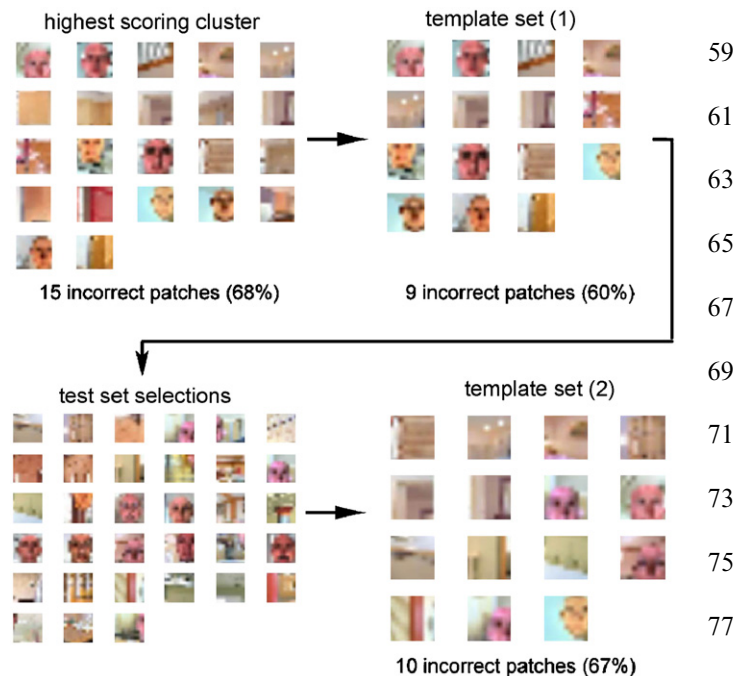 highest scoring cluster
template set (1)
15 incorrect patches (68%)
9 incorrect patches (60%)
test set selections
template set (2)
10 incorrect patches (67%)
59
61
63
65
67
69
71
73
75
77